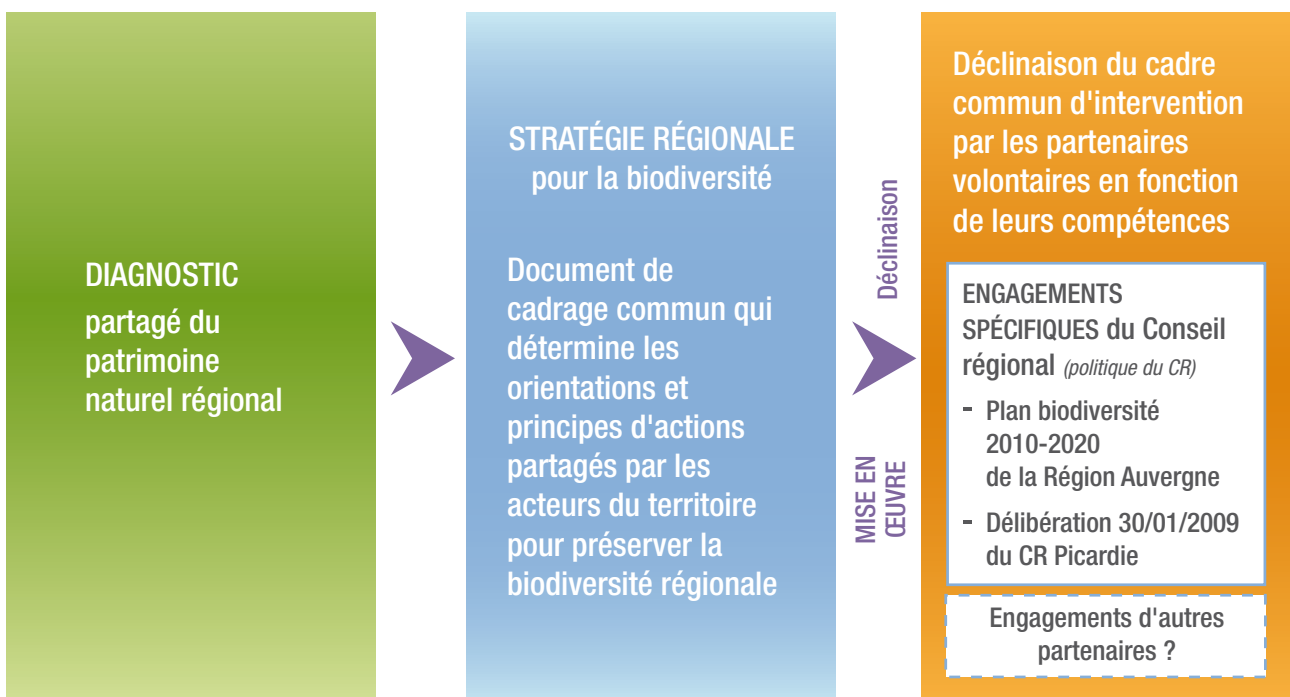 DIAGNOSTIC
partagé du
patrimoine
naturel régional
STRATÉGIE RÉGIONALE
pour la biodiversité
Document de
cadrage commun qui
détermine les
orientations et
principes d'actions
partagés par les
acteurs du territoire
pour préserver la
biodiversité régionale
Déclinaison
MISE EN
ŒUVRE
Déclinaison du cadre
commun d'intervention
par les partenaires
volontaires en fonction
de leurs compétences
ENGAGEMENTS
SPÉCIFIQUES du Conseil
régional (politique du CR)
- Plan biodiversité
2010-2020
de la Région Auvergne
- Délibération 30/01/2009
du CR Picardie
Engagements d'autres
partenaires ?